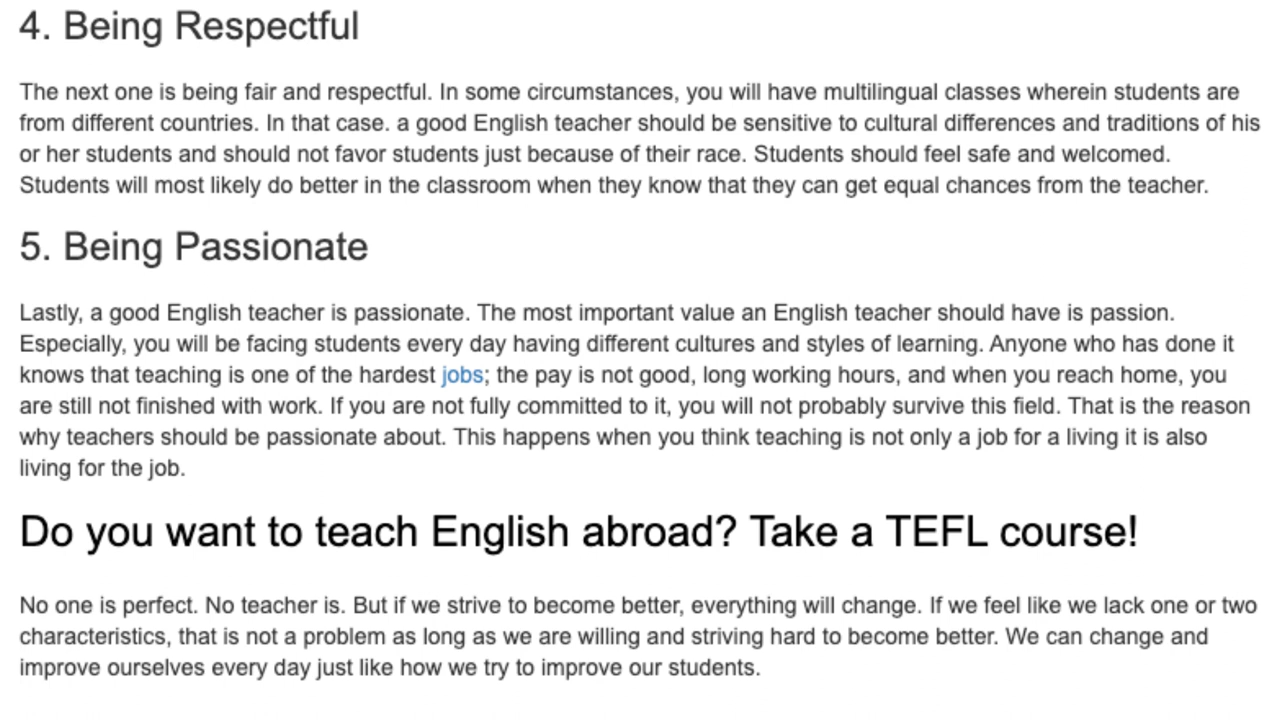 4. Being Respectful
The next one is being fair and respectful. In some circumstances, you will have multilingual classes wherein students are
from different countries. In that case. a good English teacher should be sensitive to cultural differences and traditions of his
or her students and should not favor students just because of their race. Students should feel safe and welcomed.
Students will most likely do better in the classroom when they know that they can get equal chances from the teacher.
5. Being Passionate
Lastly, a good English teacher is passionate. The most important value an English teacher should have is passion.
Especially, you will be facing students every day having different cultures and styles of learning. Anyone who has done it
knows that teaching is one of the hardest jobs; the pay is not good, long working hours, and when you reach home, you
are still not finished with work. If you are not fully committed to it, you will not probably survive this field. That is the reason
why teachers should be passionate about. This happens when you think teaching is not only a job for a living it is also
living for the job.
Do you want to teach English abroad? Take a TEFL course!
No one is perfect. No teacher is. But if we strive to become better, everything will change. If we feel like we lack one or two
characteristics, that is not a problem as long as we are willing and striving hard to become better. We can change and
improve ourselves every day just like how we try to improve our students.